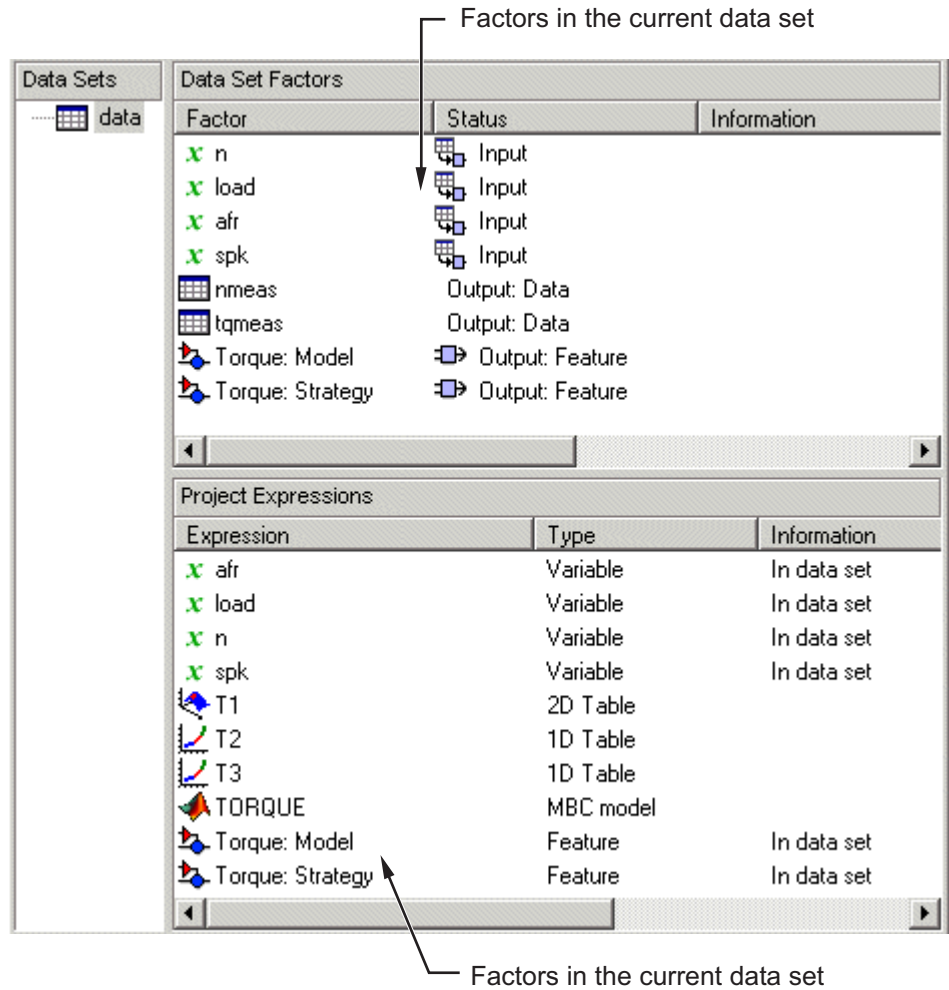 Factors in the current data set
Data Sets
data
Data Set Factors
Factor Status Information
x n Input
x load Input
x afr Input
x spk Input
nmeas Output: Data
tqmeas Output: Data
Torque: Model Output: Feature
Torque: Strategy Output: Feature
Project Expressions
Expression Type Information
x afr Variable In data set
x load Variable In data set
x n Variable In data set
x spk Variable In data set
T1 2D Table
T2 1D Table
T3 1D Table
TORQUE MBC model
Torque: Model Feature In data set
Torque: Strategy Feature In data set
Factors in the current data set